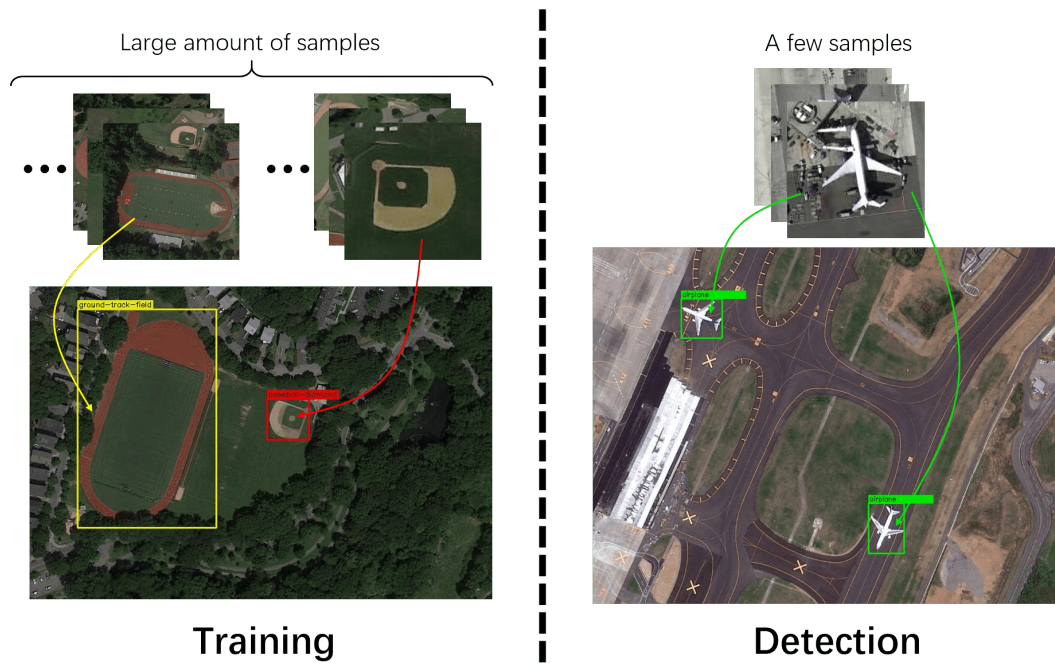 Large amount of samples
A few samples
ground-track-field
baseball-diamond
airplane
airplane
Training
Detection